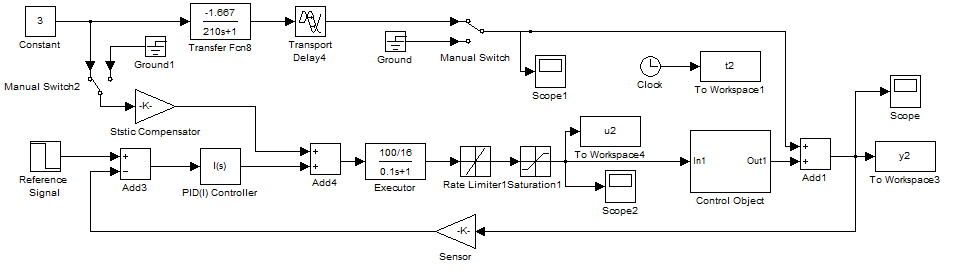 3
Constant
-1.667
210s+1
Transfer Fcn8
Transport
Delay4
Ground1
Ground
Manual Switch
Scope1
Clock
t2
To Workspace1
Scope
Manual Switch2
-K-
Ststic Compensator
Reference
Signal
+
−
Add3
I(s)
PID(I) Controller
+
+
Add4
100/16
0.1s+1
Executor
Rate Limiter1
Saturation1
u2
To Workspace4
Scope2
In1
Out1
Control Object
+
+
Add1
y2
To Workspace3
-K-
Sensor